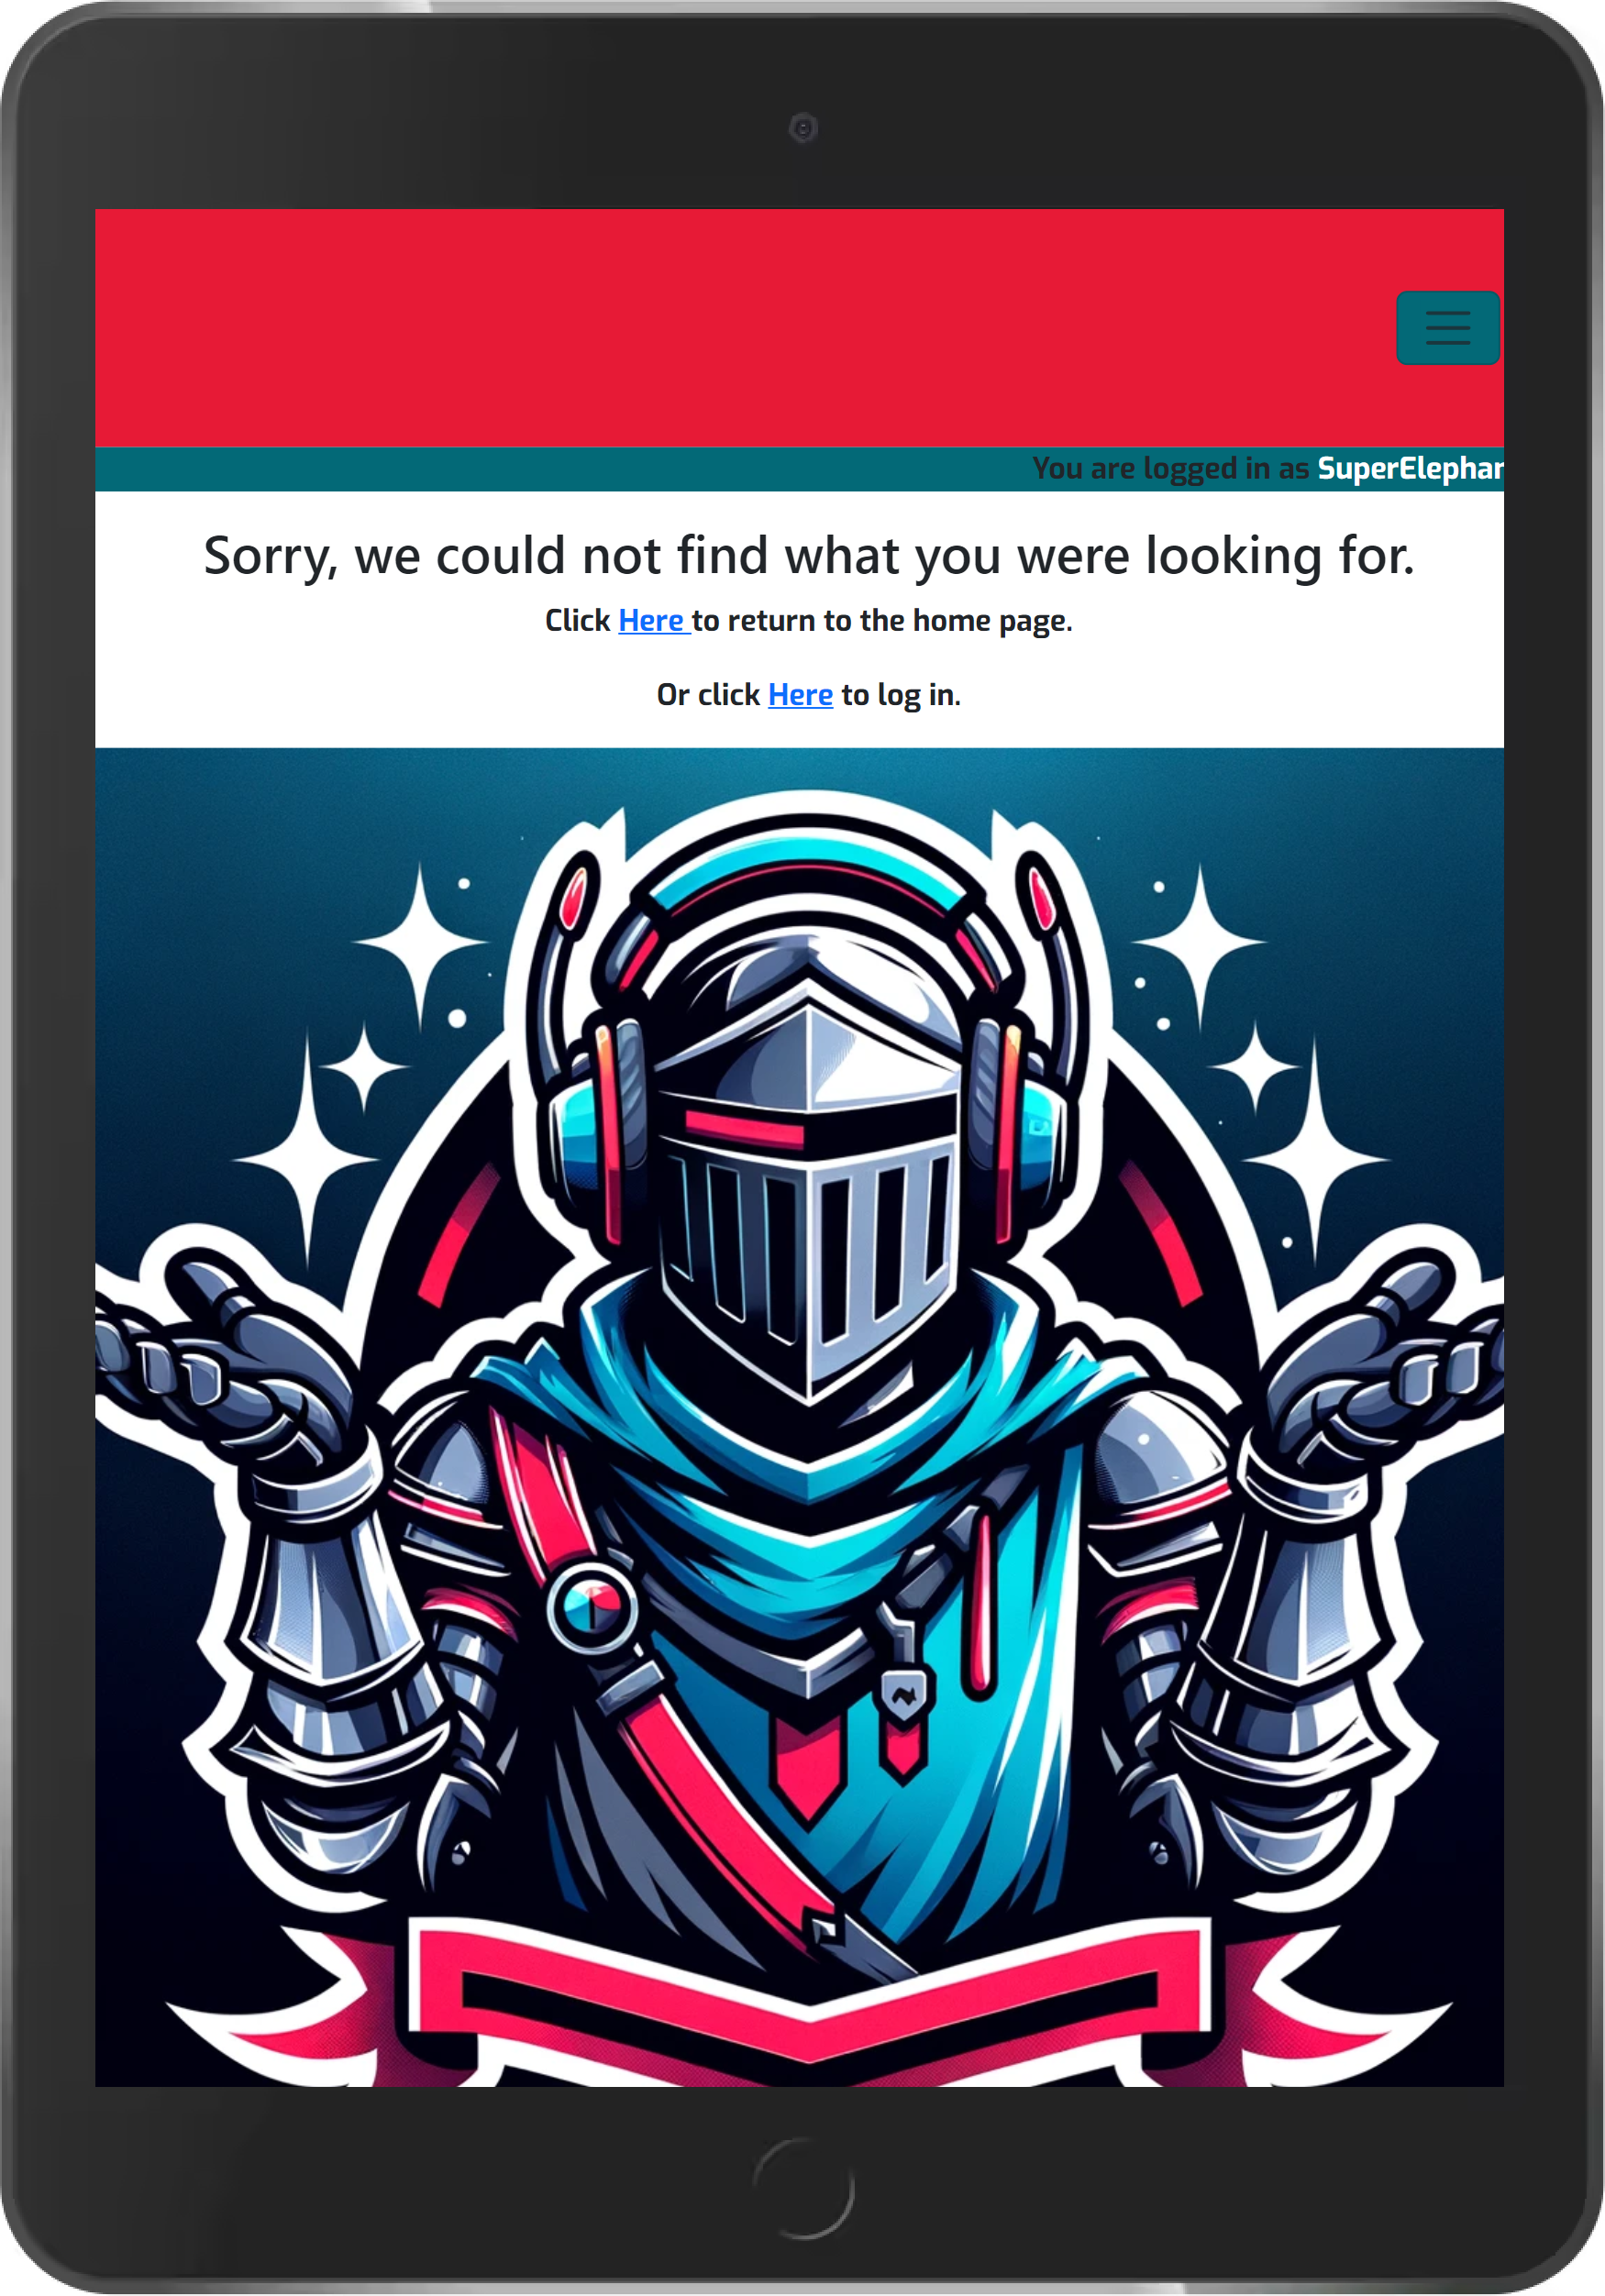 You are logged in as SuperElephan
Sorry, we could not find what you were looking for.
Click Here to return to the home page.
Or click Here to log in.